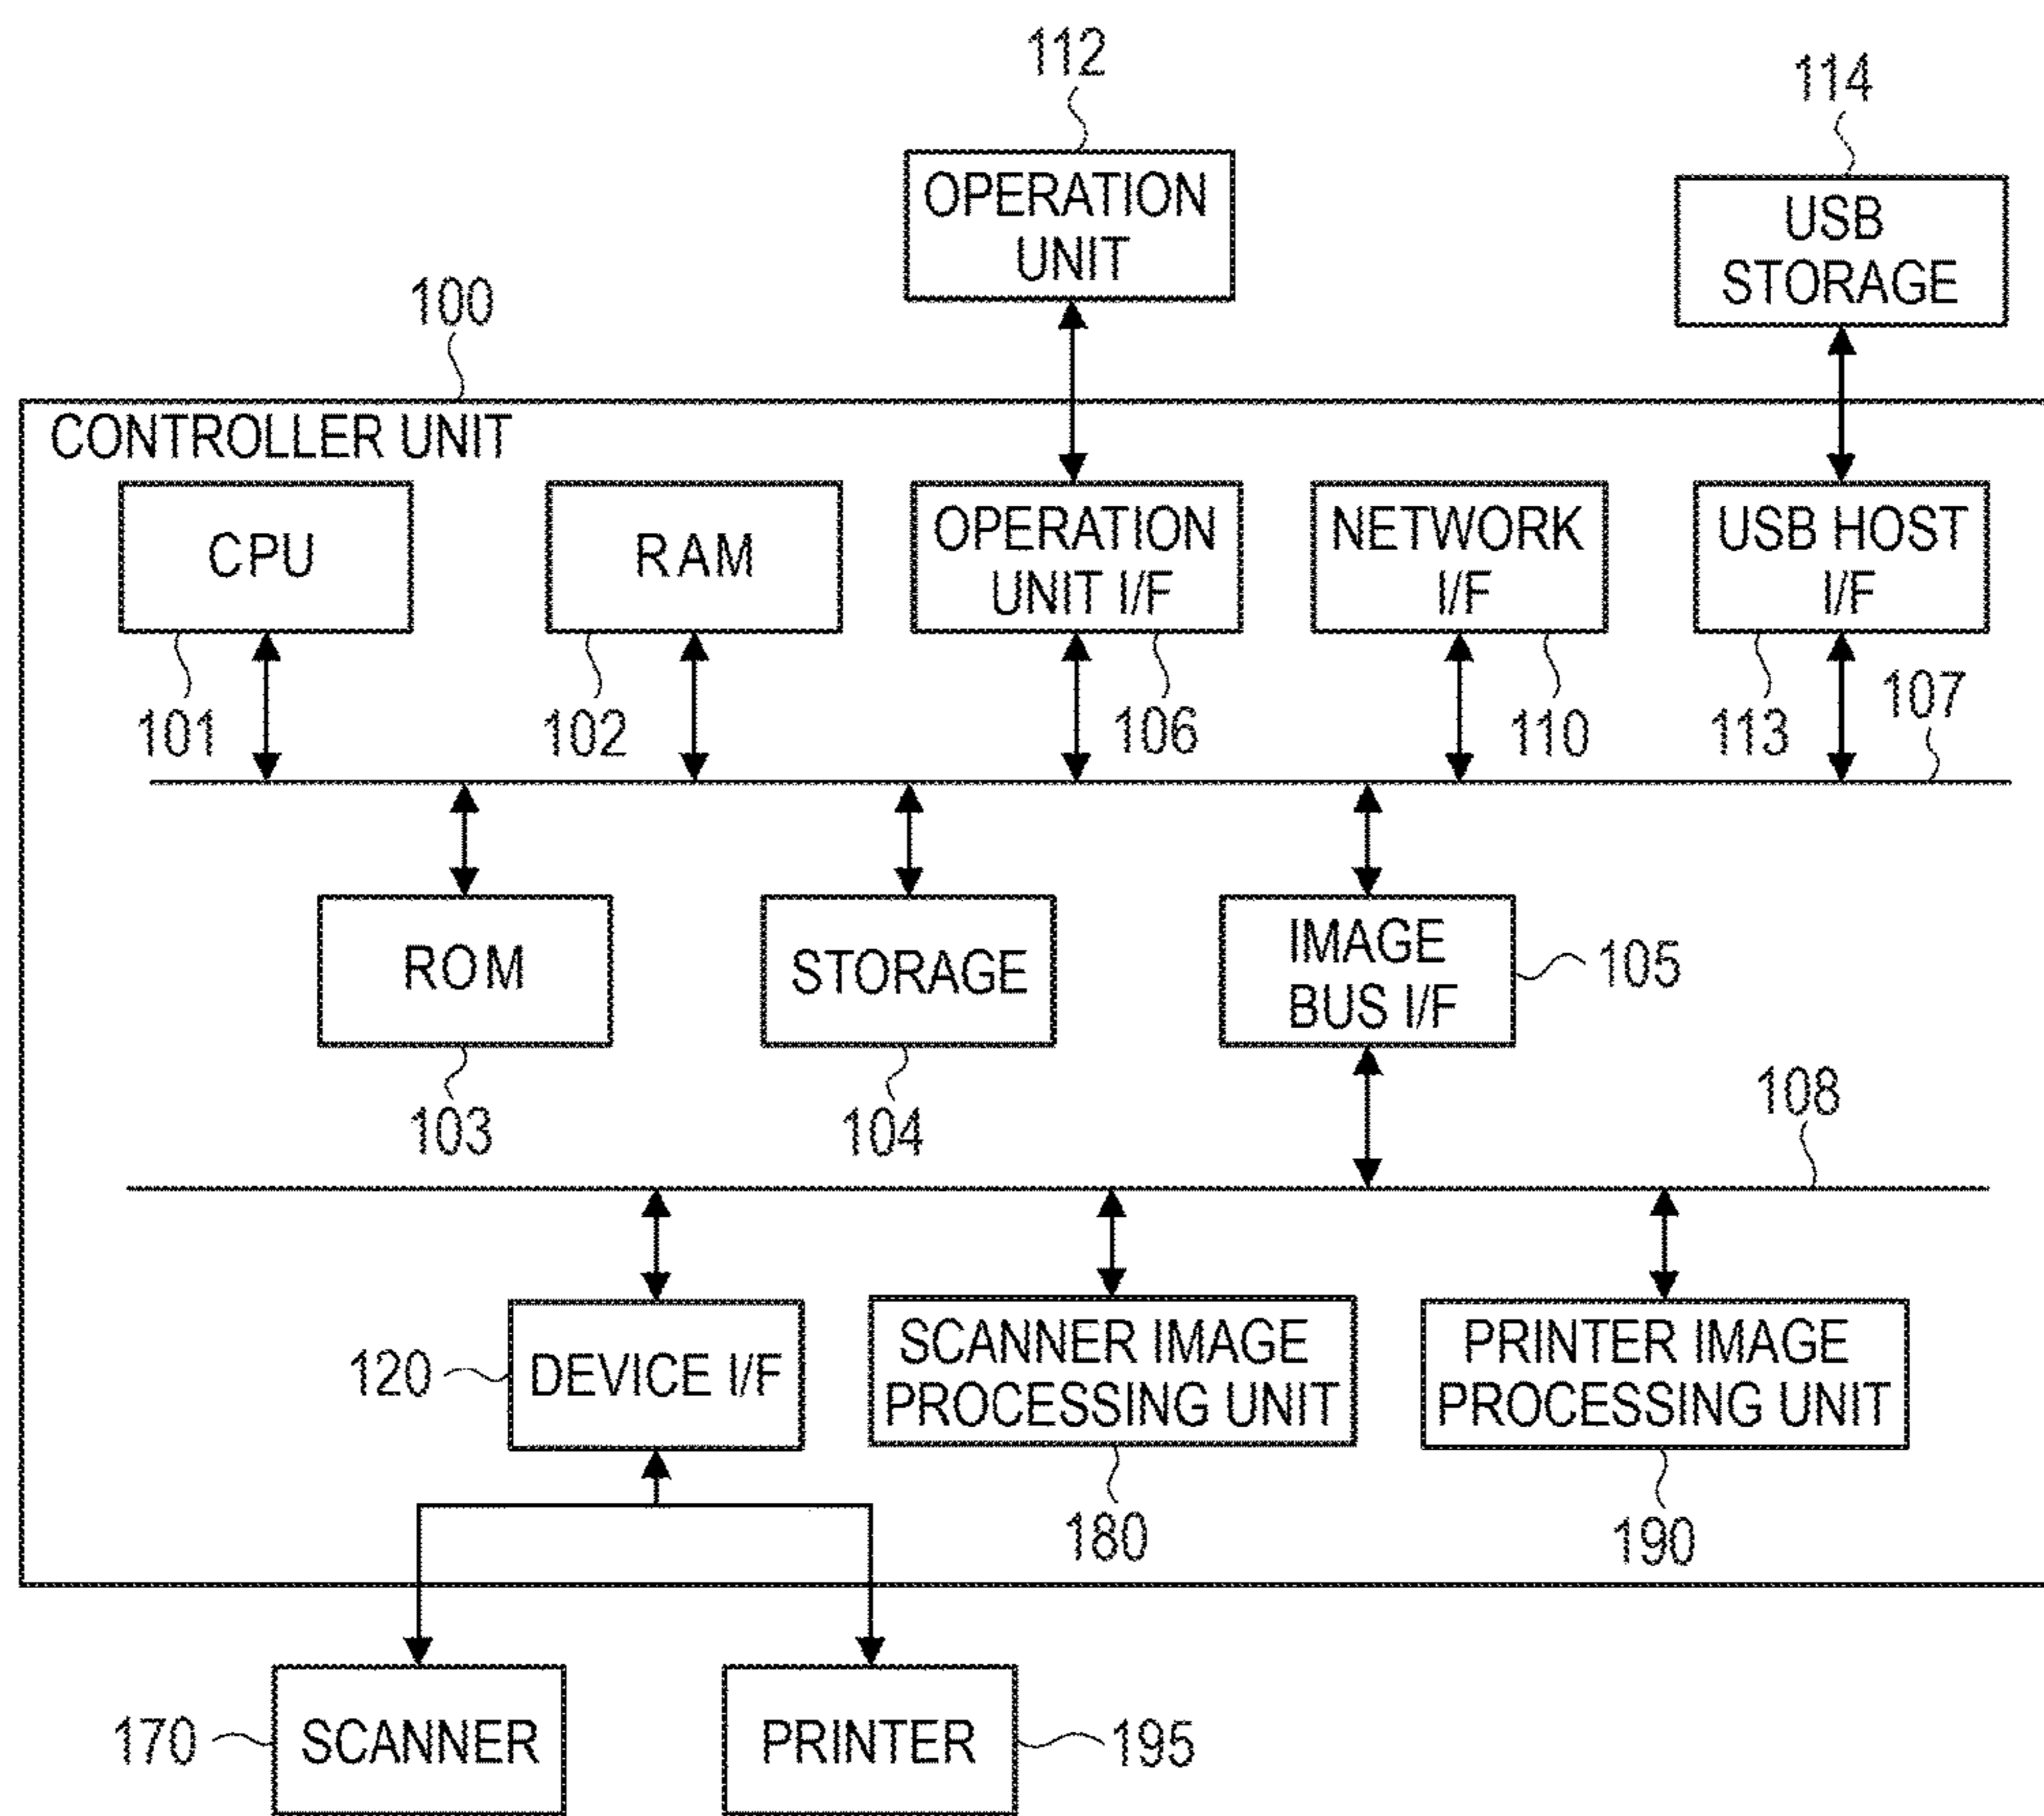 112
114
OPERATION
UNIT
USB
STORAGE
100
CONTROLLER UNIT
CPU
RAM
OPERATION
UNIT I/F
NETWORK
I/F
USB HOST
I/F
101
102
106
110
113
107
ROM
STORAGE
IMAGE
BUS I/F
105
103
104
108
120
DEVICE I/F
SCANNER IMAGE
PROCESSING UNIT
PRINTER IMAGE
PROCESSING UNIT
180
190
170
SCANNER
PRINTER
195